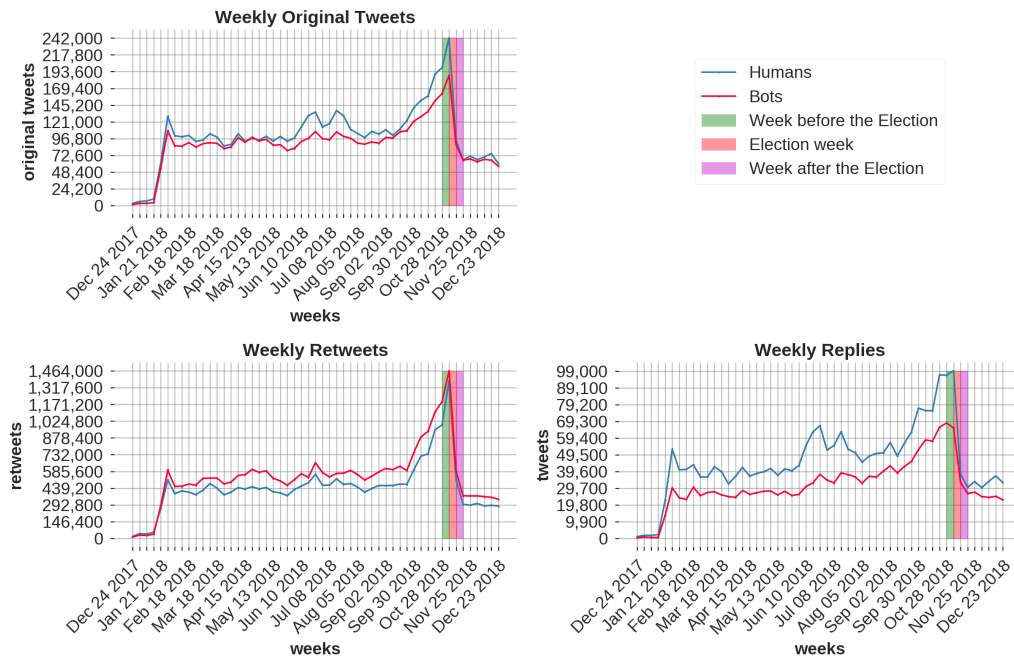 Weekly Original Tweets
original tweets
242,000
217,800
193,600
169,400
145,200
121,000
96,800
72,600
48,400
24,200
0
Dec 24 2017
Jan 21 2018
Feb 18 2018
Mar 18 2018
Apr 15 2018
May 13 2018
Jun 10 2018
Jul 08 2018
Aug 05 2018
Sep 02 2018
Sep 30 2018
Oct 28 2018
Nov 25 2018
Dec 23 2018
weeks
Humans
Bots
Week before the Election
Election week
Week after the Election
Weekly Retweets
retweets
1,464,000
1,317,600
1,171,200
1,024,800
878,400
732,000
585,600
439,200
292,800
146,400
0
Dec 24 2017
Jan 21 2018
Feb 18 2018
Mar 18 2018
Apr 15 2018
May 13 2018
Jun 10 2018
Jul 08 2018
Aug 05 2018
Sep 02 2018
Sep 30 2018
Oct 28 2018
Nov 25 2018
Dec 23 2018
weeks
Weekly Replies
tweets
99,000
89,100
79,200
69,300
59,400
49,500
39,600
29,700
19,800
9,900
0
Dec 24 2017
Jan 21 2018
Feb 18 2018
Mar 18 2018
Apr 15 2018
May 13 2018
Jun 10 2018
Jul 08 2018
Aug 05 2018
Sep 02 2018
Sep 30 2018
Oct 28 2018
Nov 25 2018
Dec 23 2018
weeks